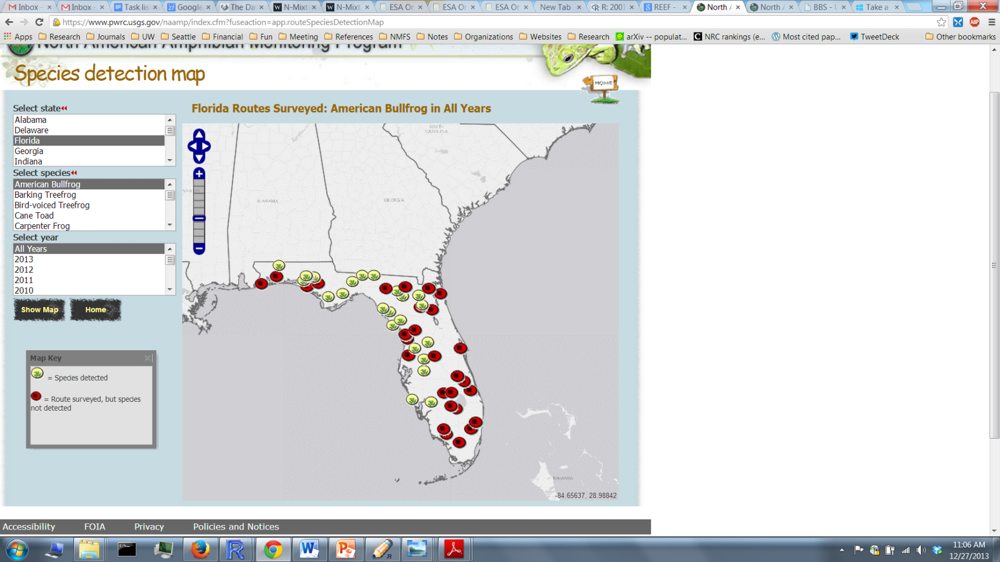 Inbox -
Inbox -
Task lis
Google
The Da
N-Mixt
N-Mixt
ESA Or
ESA Or
ESA Or
New Tab
R: 2001
REEF -
North A
North A
BBS - U
Take a
https://www.pwrc.usgs.gov/naamp/index.cfm?fuseaction=app.routeSpeciesDetectionMap
ABP
Apps Research Journals UW Seattle Financial Fun Meeting References NMFS Notes Organizations Websites Research arXiv -- populat... NRC rankings (e... Most cited pap... TweetDeck Other bookmarks
North American Amphibian Monitoring Program
Species detection map
HOME
Select state
Alabama
Delaware
Florida
Georgia
Indiana
Select species
American Bullfrog
Barking Treefrog
Bird-voiced Treefrog
Cane Toad
Carpenter Frog
Select year
All Years
2013
2012
2011
2010
Show Map Home
Map Key
= Species detected
= Route surveyed, but species
not detected
Florida Routes Surveyed: American Bullfrog in All Years
SOUTH
CAROLINA
ALABAMA
GEORGIA
BAHAMAS
-84.65637, 28.98842
Accessibility FOIA Privacy Policies and Notices
11:06 AM
12/27/2013